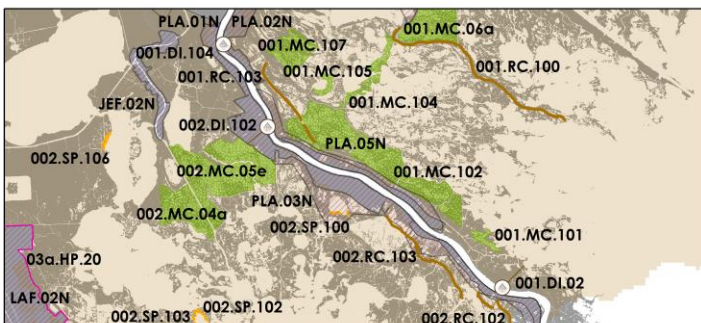 PLA.01N
PLA.02N
001.MC.06a
001.DI.104
001.MC.107
001.RC.103
001.MC.105
001.RC.100
JEF.02N
001.MC.104
002.DI.102
PLA.05N
002.SP.106
002.MC.05e
001.MC.102
PLA.03N
002.MC.04a
002.SP.100
001.MC.101
002.RC.103
03a.HP.20
001.DI.02
LAF.02N
002.SP.103
002.SP.102
002.RC.102